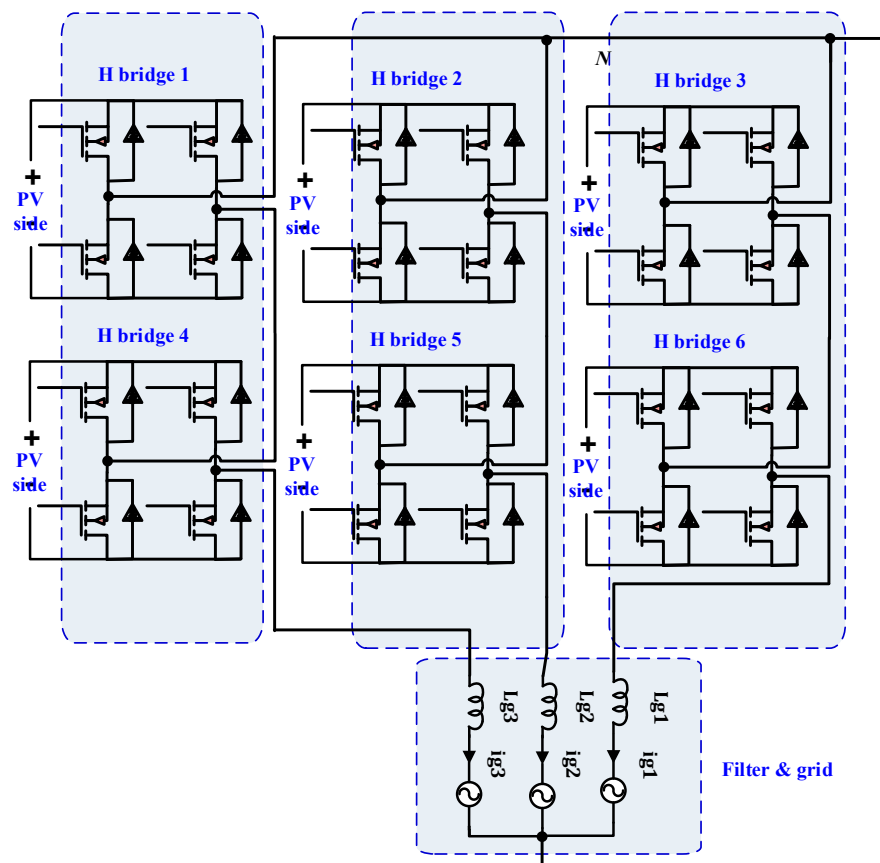 N
H bridge 1
H bridge 2
H bridge 3
+
PV
side
-
+
PV
side
-
+
PV
side
-
H bridge 4
H bridge 5
H bridge 6
+
PV
side
-
+
PV
side
-
+
PV
side
-
Lg3
Lg2
Lg1
ig3
ig2
ig1
Filter & grid